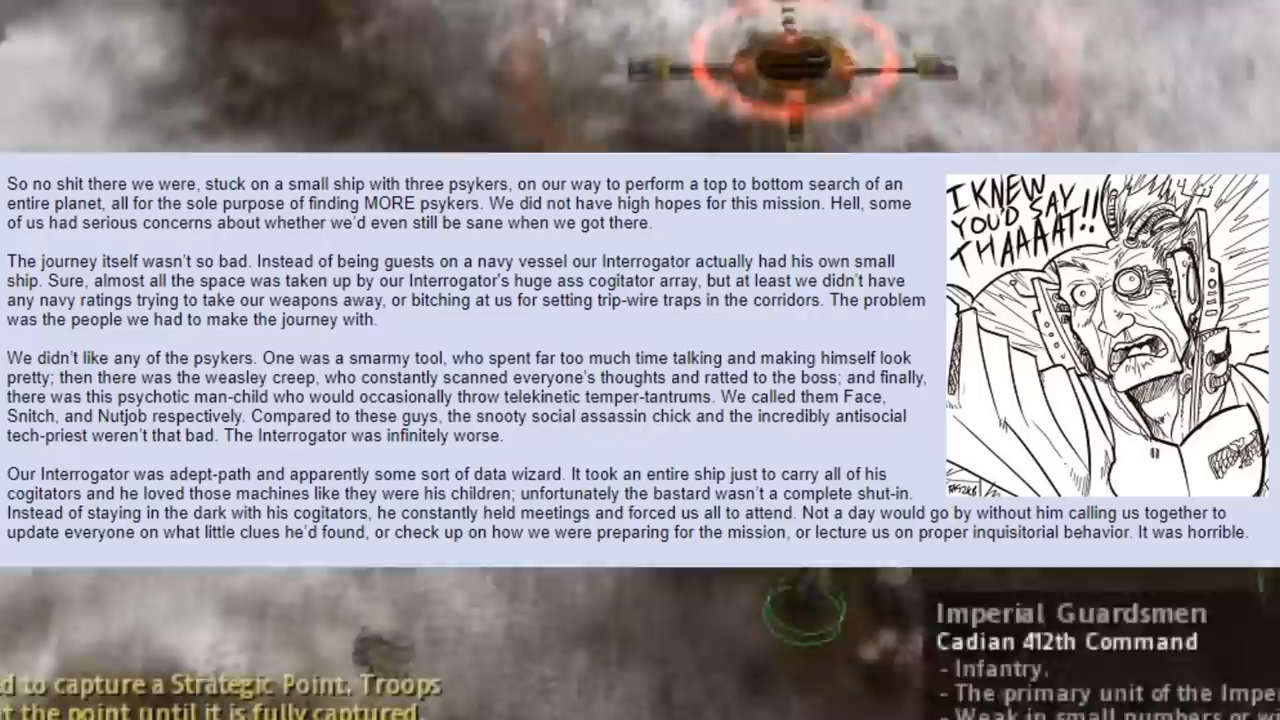 So no shit there we were, stuck on a small ship with three psykers, on our way to perform a top to bottom search of an
entire planet, all for the sole purpose of finding MORE psykers. We did not have high hopes for this mission. Hell, some
of us had serious concerns about whether we'd even still be sane when we got there.
The journey itself wasn't so bad. Instead of being guests on a navy vessel our Interrogator actually had his own small
ship. Sure, almost all the space was taken up by our Interrogator's huge ass cogitator array, but at least we didn't have
any navy ratings trying to take our weapons away, or bitching at us for setting trip-wire traps in the corridors. The problem
was the people we had to make the journey with.
We didn't like any of the psykers. One was a smarmy tool, who spent far too much time talking and making himself look
pretty; then there was the weasley creep, who constantly scanned everyone's thoughts and ratted to the boss; and finally,
there was this psychotic man-child who would occasionally throw telekinetic temper-tantrums. We called them Face,
Snitch, and Nutjob respectively. Compared to these guys, the snooty social assassin chick and the incredibly antisocial
tech-priest weren't that bad. The Interrogator was infinitely worse.
Our Interrogator was adept-path and apparently some sort of data wizard. It took an entire ship just to carry all of his
cogitators and he loved those machines like they were his children; unfortunately the bastard wasn't a complete shut-in.
Instead of staying in the dark with his cogitators, he constantly held meetings and forced us all to attend. Not a day would go by without him calling us together to
update everyone on what little clues he'd found, or check up on how we were preparing for the mission, or lecture us on proper inquisitorial behavior. It was horrible.
I KNEW
YOU'D SAY
THAAAAT!!
Imperial Guardsmen
Cadian 412th Command
- Infantry.
- The primary unit of the Impe
- Weak in small numbers or wi
d to capture a Strategic Point. Troops
t the point until it is fully captured.